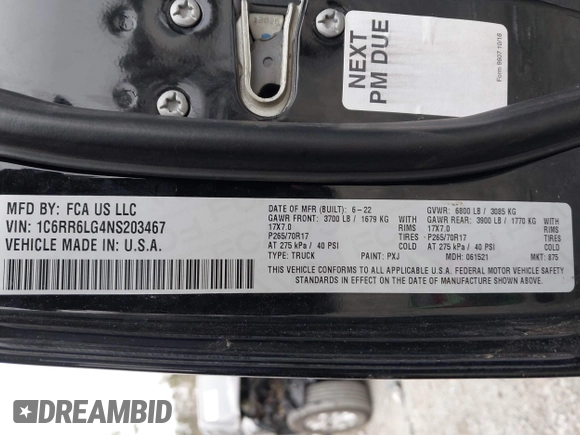 NEXT
PM DUE
Form 9607 10/18
MFD BY: FCA US LLC
VIN: 1C6RR6LG4NS203467
VEHICLE MADE IN: U.S.A.
DATE OF MFR (BUILT): 6-22
GAWR FRONT: 3700 LB / 1679 KG
17X7.0
P265/70R17
AT 275 kPa / 40 PSI
TYPE: TRUCK
GVWR: 6800 LB / 3085 KG
GAWR REAR: 3900 LB / 1770 KG
WITH 17X7.0 WITH
TIRES P265/70R17 TIRES
COLD AT 275 kPa / 40 PSI COLD
PAINT: PXJ MDH: 061521 MKT: 875
THIS VEHICLE CONFORMS TO ALL APPLICABLE U.S.A. FEDERAL MOTOR VEHICLE SAFETY
STANDARDS IN EFFECT ON THE DATE OF MANUFACTURE SHOWN ABOVE.
DREAMBID